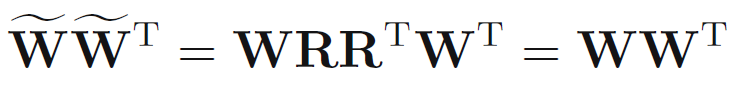 W̃W̃ᵀ = WRRᵀWᵀ = WWᵀ